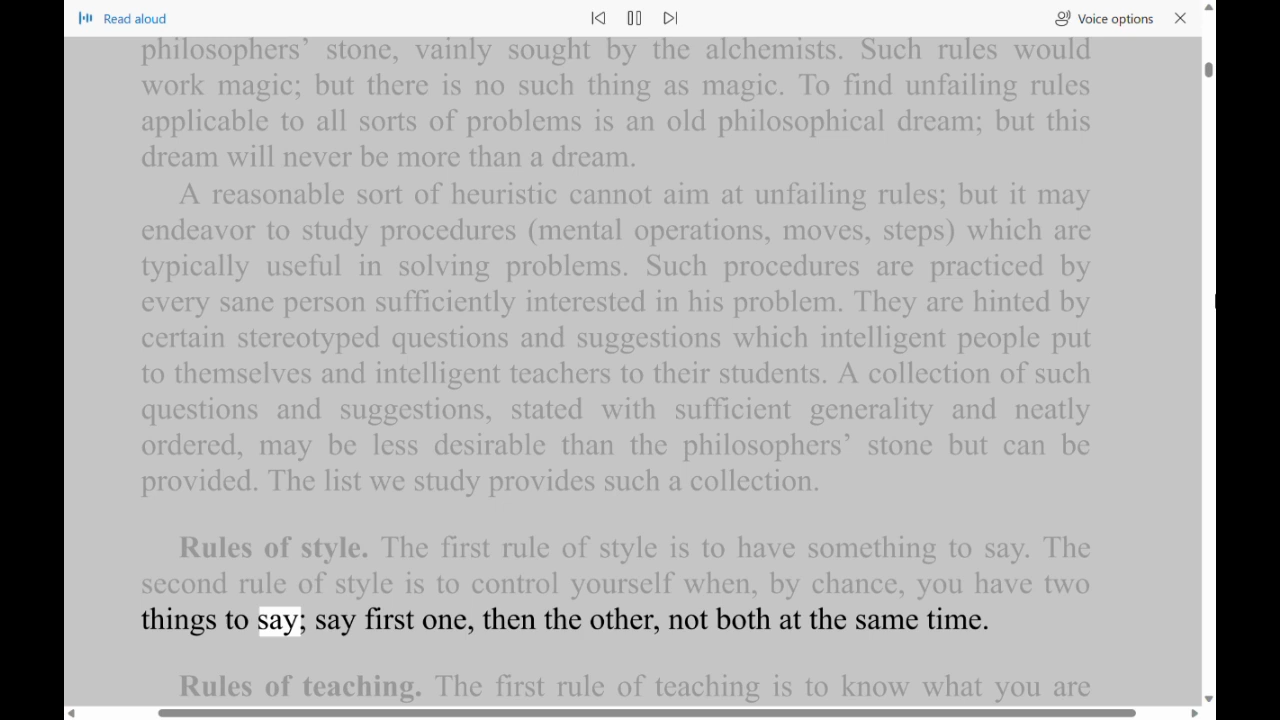 Read aloud
Voice options
philosophers’ stone, vainly sought by the alchemists. Such rules would
work magic; but there is no such thing as magic. To find unfailing rules
applicable to all sorts of problems is an old philosophical dream; but this
dream will never be more than a dream.
A reasonable sort of heuristic cannot aim at unfailing rules; but it may
endeavor to study procedures (mental operations, moves, steps) which are
typically useful in solving problems. Such procedures are practiced by
every sane person sufficiently interested in his problem. They are hinted by
certain stereotyped questions and suggestions which intelligent people put
to themselves and intelligent teachers to their students. A collection of such
questions and suggestions, stated with sufficient generality and neatly
ordered, may be less desirable than the philosophers’ stone but can be
provided. The list we study provides such a collection.
Rules of style. The first rule of style is to have something to say. The
second rule of style is to control yourself when, by chance, you have two
things to say; say first one, then the other, not both at the same time.
Rules of teaching. The first rule of teaching is to know what you are